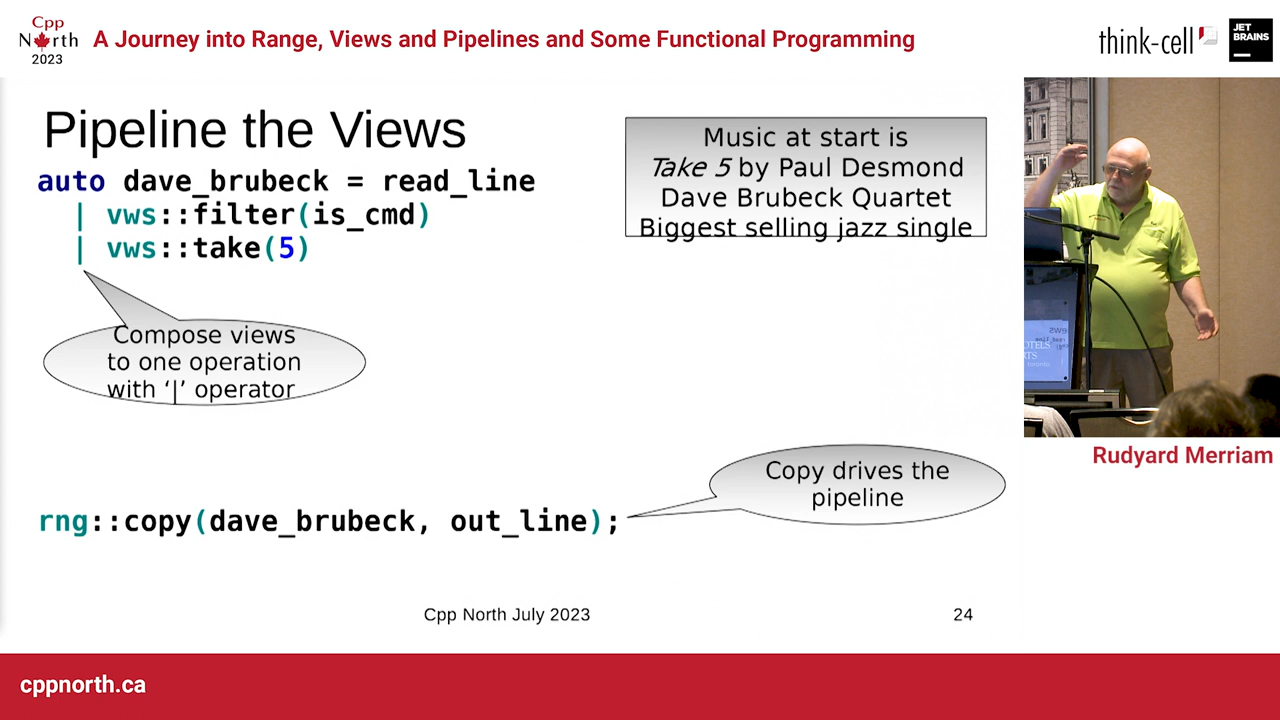 Cpp
North
2023
A Journey into Range, Views and Pipelines and Some Functional Programming
think-cell
JET
BRAINS
Pipeline the Views
auto dave_brubeck = read_line
| vws::filter(is_cmd)
| vws::take(5)
Music at start is
Take 5 by Paul Desmond
Dave Brubeck Quartet
Biggest selling jazz single
Compose views
to one operation
with ‘|’ operator
Copy drives the
pipeline
rng::copy(dave_brubeck, out_line);
Cpp North July 2023
24
Rudyard Merriam
cppnorth.ca